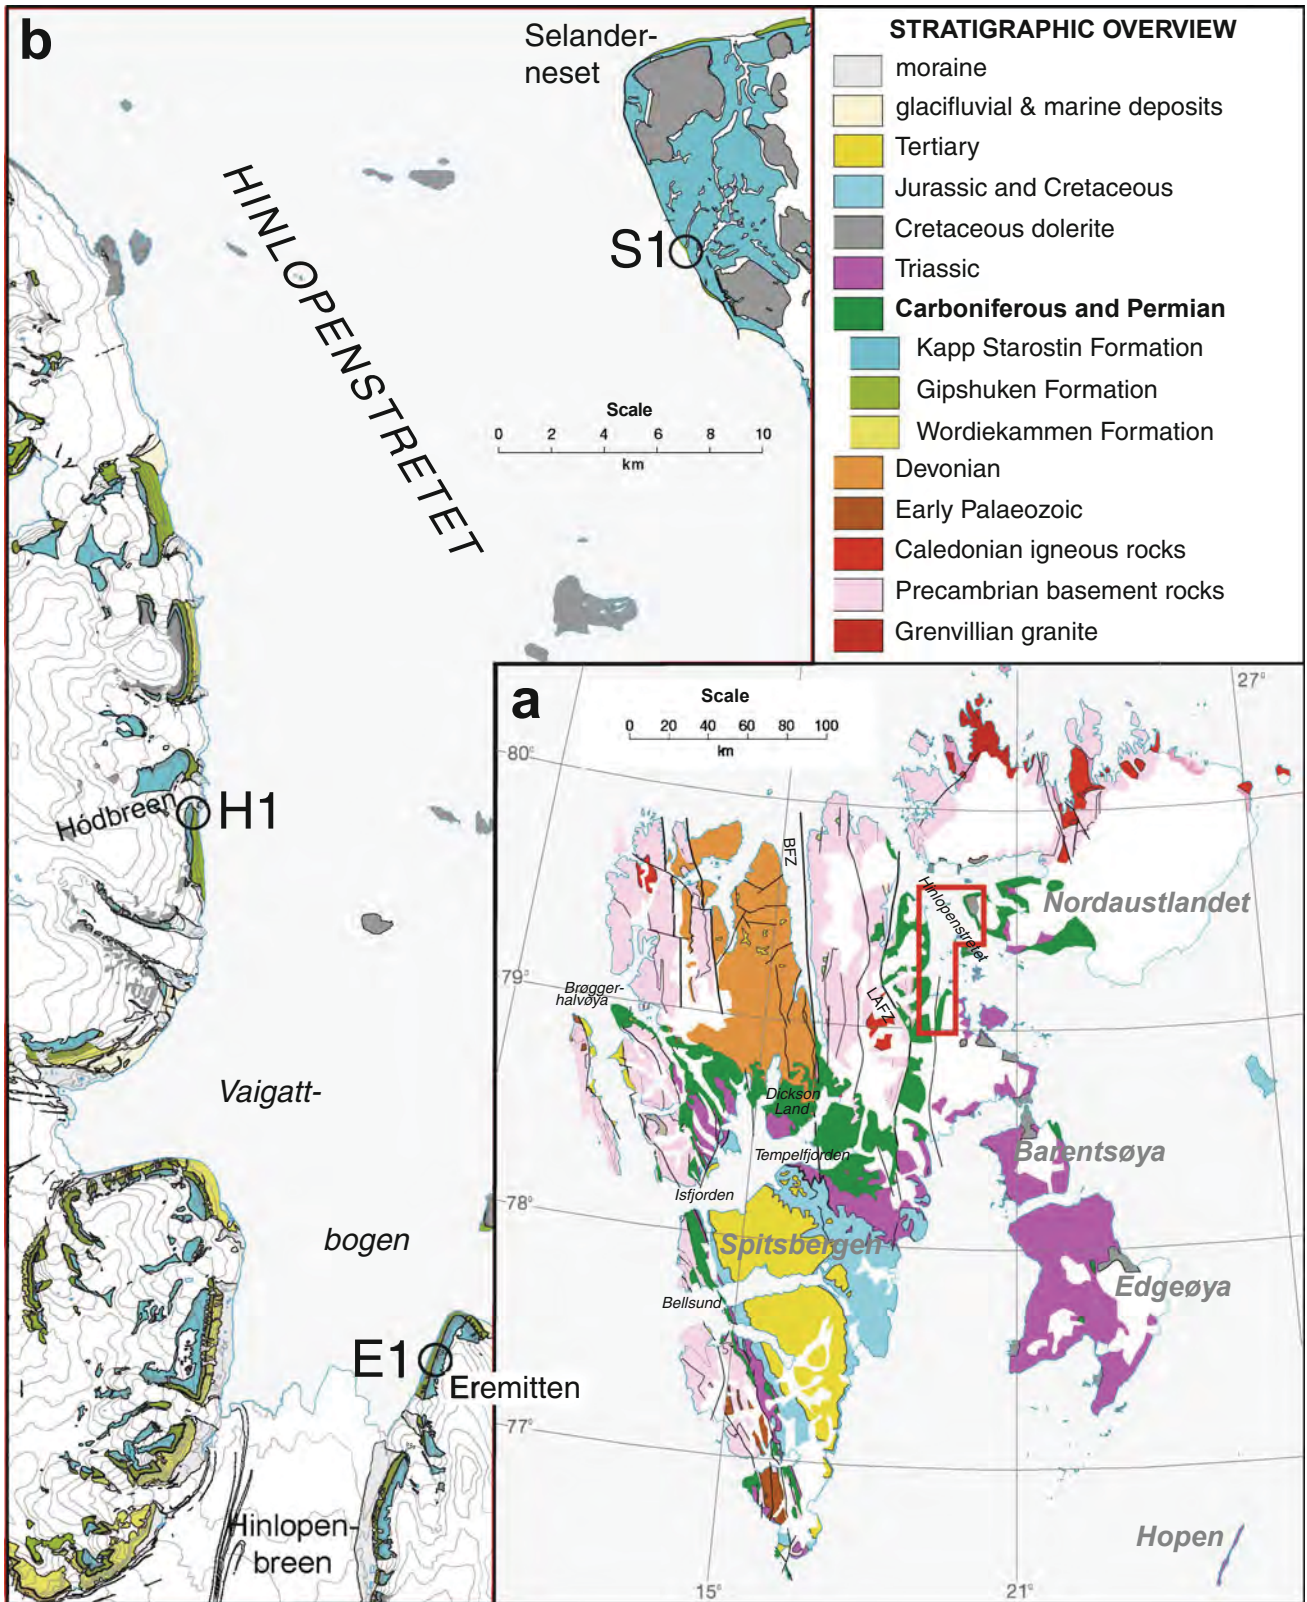 b
Selander-
neset
HINLOPENSTRETET
S1
Scale
0 2 4 6 8 10
km
Hódbreen
H1
Vaigatt-
bogen
E1
Eremitten
Hinlopen-
breen
STRATIGRAPHIC OVERVIEW
moraine
glacifluvial & marine deposits
Tertiary
Jurassic and Cretaceous
Cretaceous dolerite
Triassic
Carboniferous and Permian
Kapp Starostin Formation
Gipshuken Formation
Wordiekammen Formation
Devonian
Early Palaeozoic
Caledonian igneous rocks
Precambrian basement rocks
Grenvillian granite
a
Scale
0 20 40 60 80 100
km
27°
80°
BFZ
Hinlopenstretet
Nordaustlandet
79°
Brøgger-
halvøya
LAFZ
Dickson
Land
Barentsøya
Tempelfjorden
Isfjorden
78°
Spitsbergen
Edgeøya
Bellsund
77°
Hopen
15°
21°